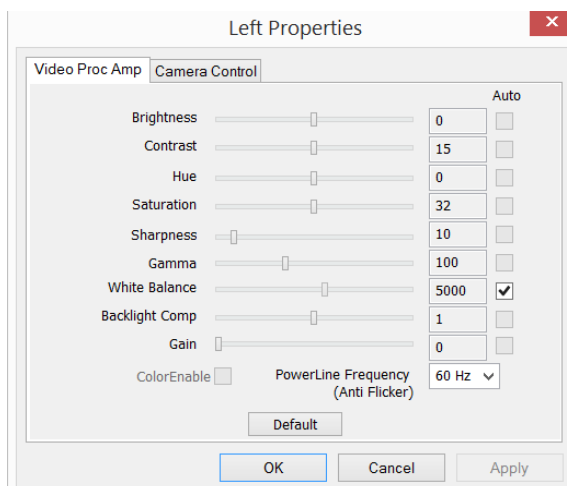 Left Properties
Video Proc Amp Camera Control
Auto
Brightness 0
Contrast 15
Hue 0
Saturation 32
Sharpness 10
Gamma 100
White Balance 5000
Backlight Comp 1
Gain 0
ColorEnable PowerLine Frequency 60 Hz
(Anti Flicker)
Default
OK Cancel Apply